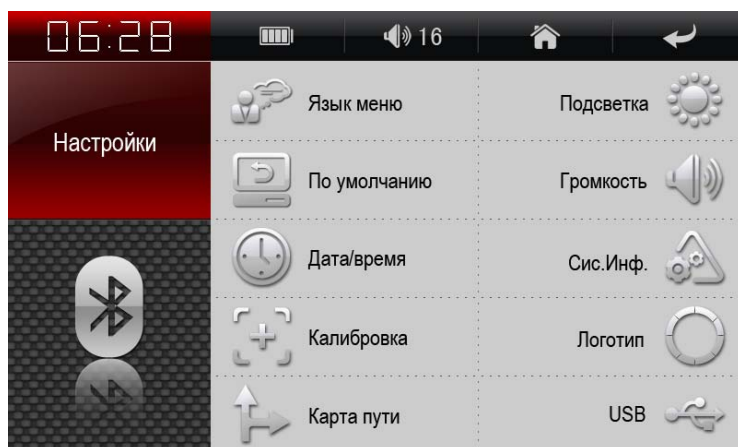 06:28
16
Настройки
Язык меню
Подсветка
По умолчанию
Громкость
Дата/время
Сис.Инф.
Калибровка
Логотип
Карта пути
USB